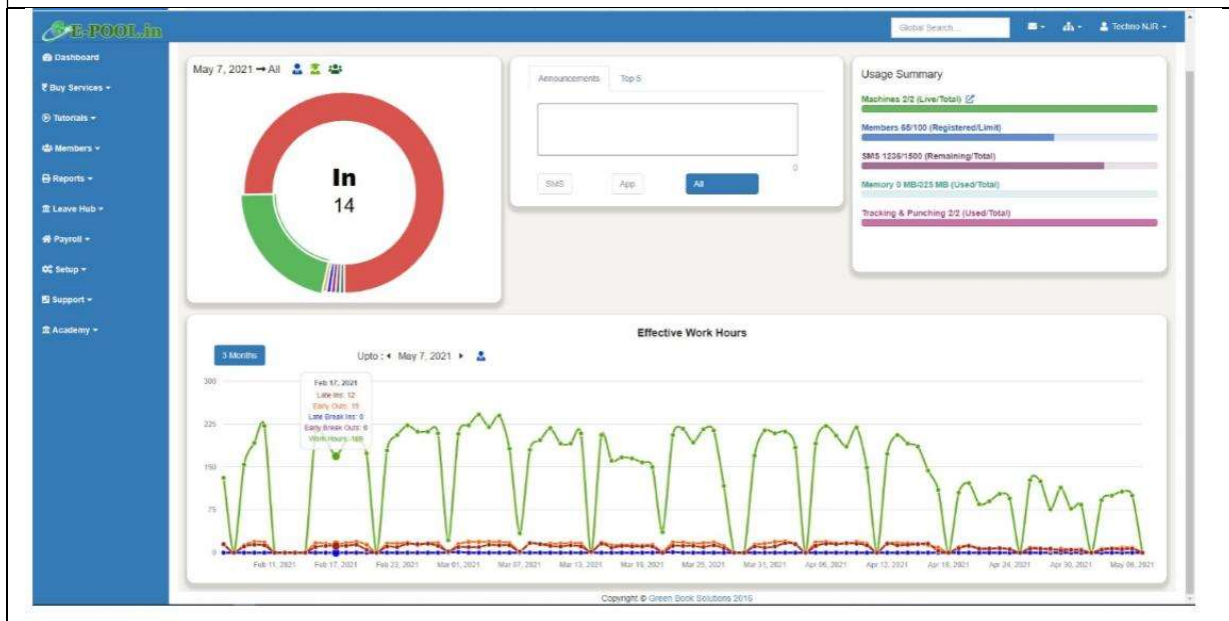 E-POOL.in
Global Search...
Techno NJR
Dashboard
₹ Buy Services
Tutorials
Members
Reports
Leave Hub
Payroll
Setup
Support
Academy
May 7, 2021 → All
In
14
Announcements Top 5
0
SMS App All
Usage Summary
Machines 2/2 (Live/Total)
Members 66/100 (Registered/Limit)
SMS 1236/1500 (Remaining/Total)
Memory 0 MB/025 MB (Used/Total)
Tracking & Punching 2/2 (Used/Total)
Effective Work Hours
3 Months
Upto : May 7, 2021
Feb 17, 2021
Late Ins: 12
Early Outs:
Late Break Ins: 0
Early Break Outs: 0
Work Hours:
300
225
150
75
0
Feb 11, 2021 Feb 17, 2021 Feb 23, 2021 Mar 01, 2021 Mar 07, 2021 Mar 13, 2021 Mar 19, 2021 Mar 25, 2021 Mar 31, 2021 Apr 06, 2021 Apr 12, 2021 Apr 18, 2021 Apr 24, 2021 Apr 30, 2021 May 06, 2021
Copyright © Green Book Solutions 2016